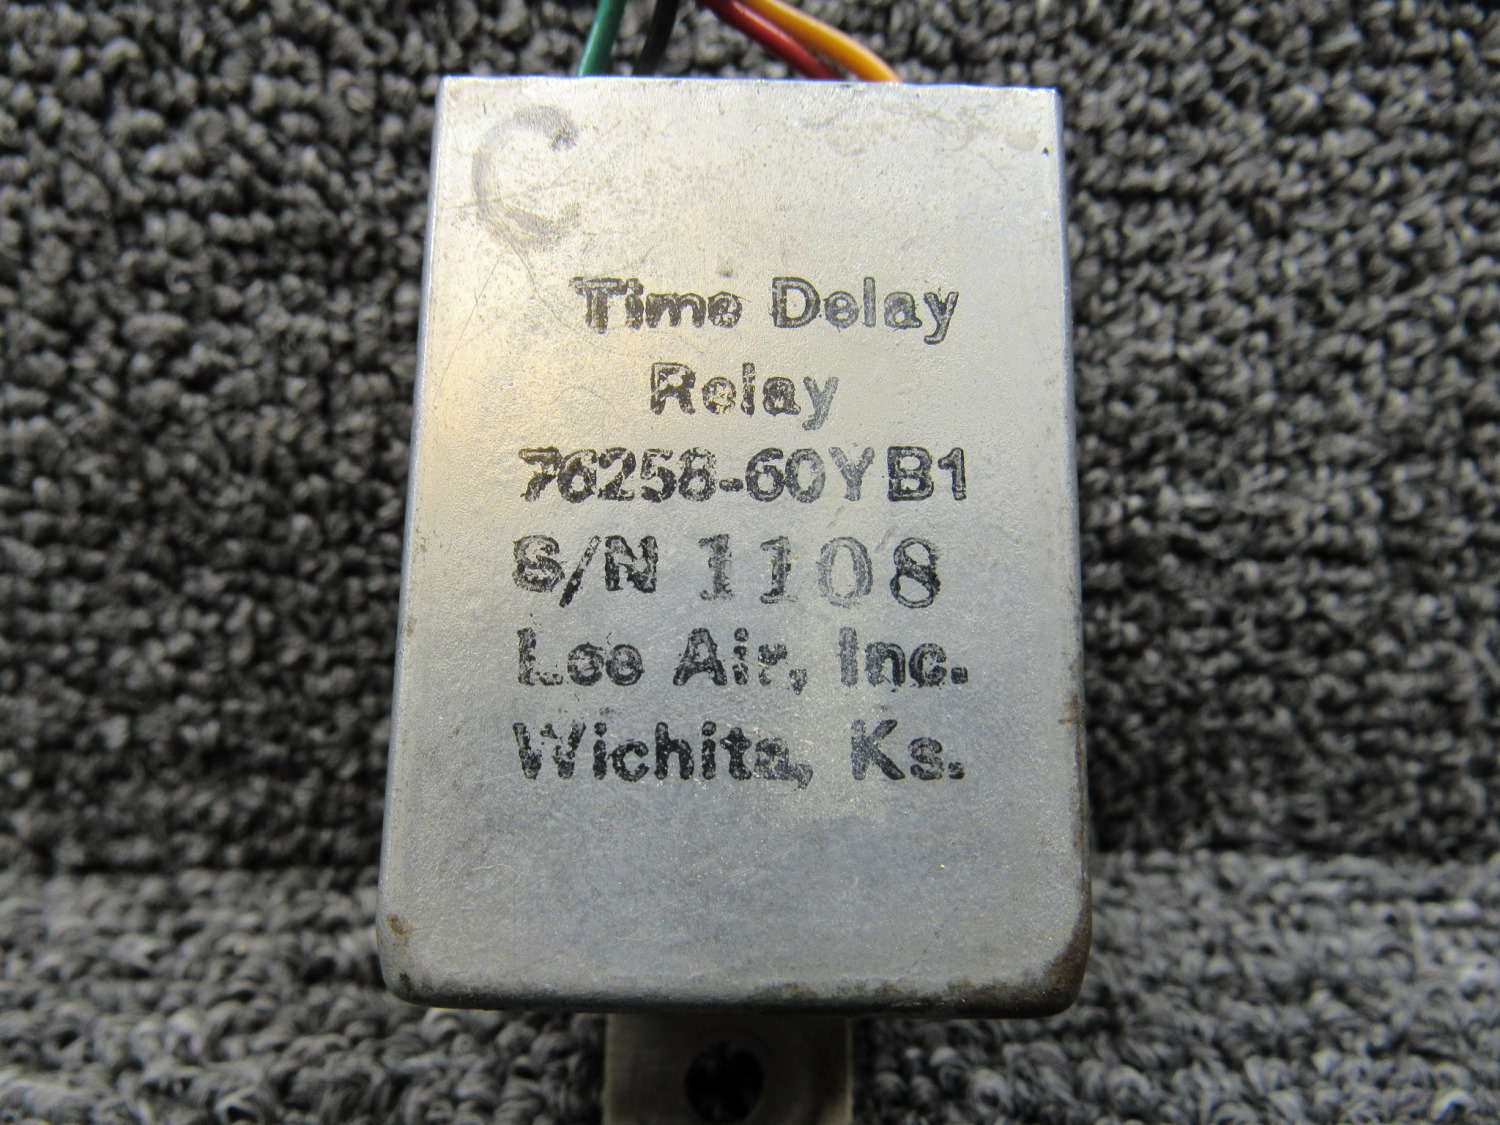 C
Time Delay
Relay
76258-60YB1
S/N 1108
Lee Air, Inc.
Wichita, Ks.